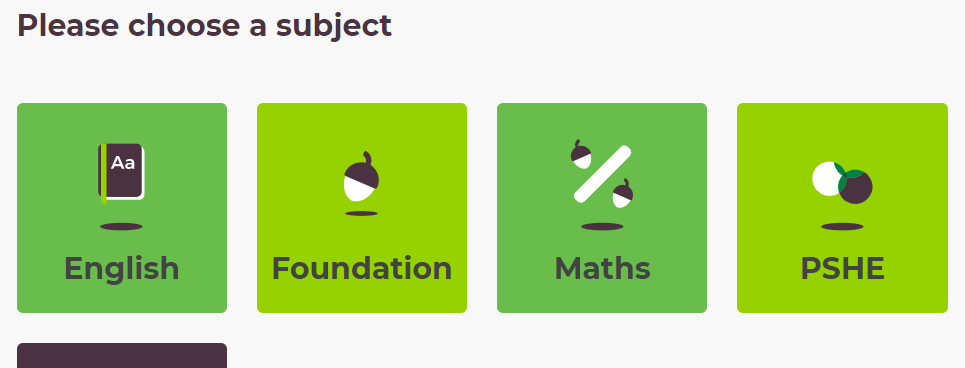 Please choose a subject
Aa
English
Foundation
Maths
PSHE